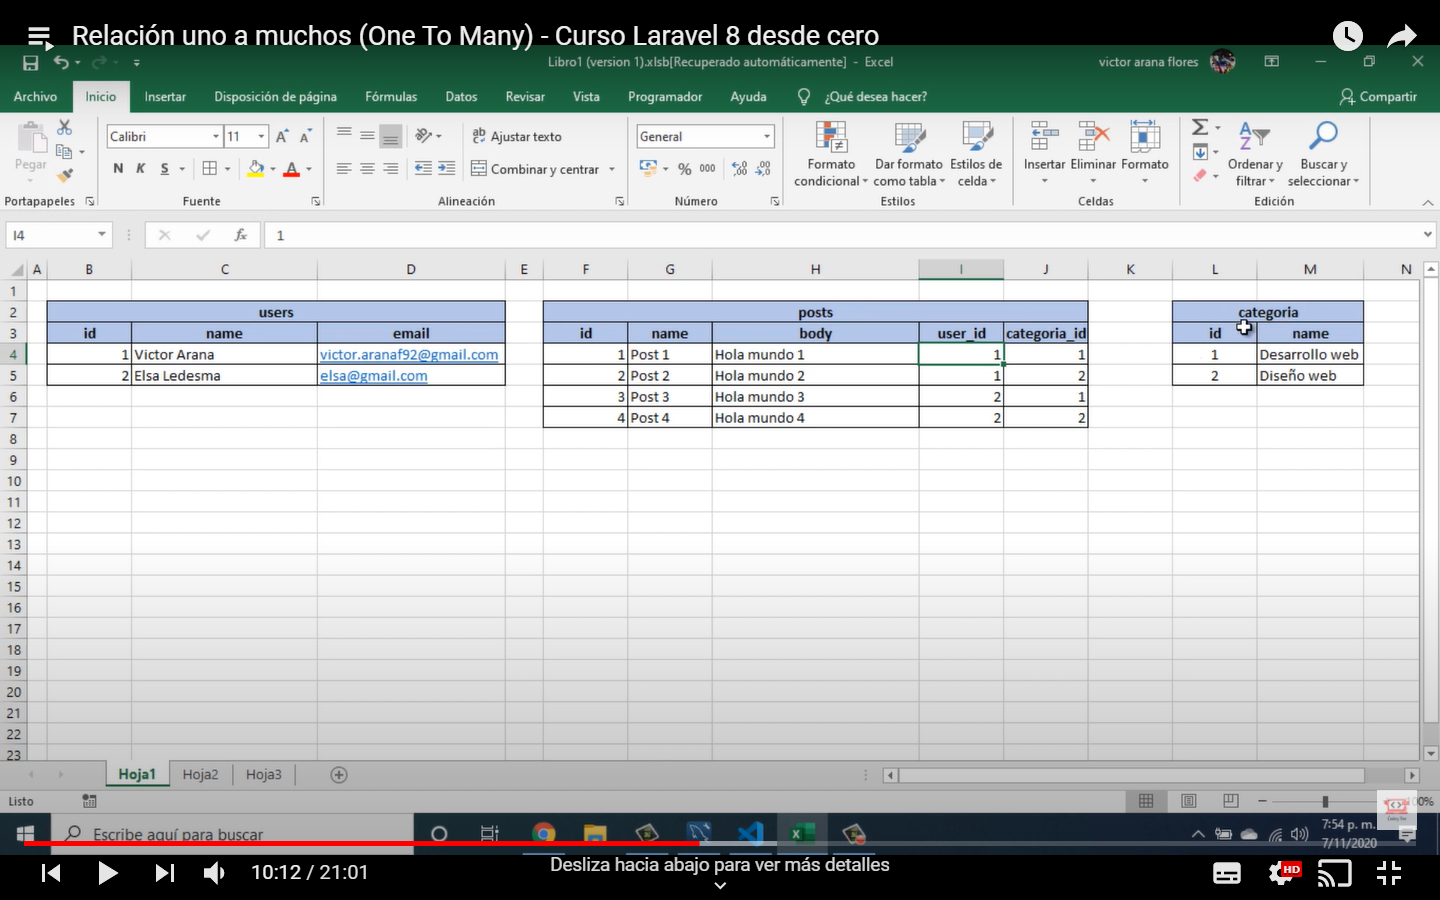 Relación uno a muchos (One To Many) - Curso Laravel 8 desde cero
Libro1 (version 1).xlsb[Recuperado automáticamente] - Excel
victor arana flores
Archivo Inicio Insertar Disposición de página Fórmulas Datos Revisar Vista Programador Ayuda ¿Qué desea hacer? Compartir
Pegar
Calibri 11
Ajustar texto
General
N K S
Combinar y centrar
% 000
Formato condicional
Dar formato como tabla
Estilos de celda
Insertar Eliminar Formato
Ordenar y filtrar
Buscar y seleccionar
Portapapeles Fuente Alineación Número Estilos Celdas Edición
I4 fx 1
A B C D E F G H I J K L M N
1
2 users posts categoria
3 id name email id name body user_id categoria_id id name
4 1 Victor Arana victor.aranaf92@gmail.com 1 Post 1 Hola mundo 1 1 1 1 Desarrollo web
5 2 Elsa Ledesma elsa@gmail.com 2 Post 2 Hola mundo 2 1 2 2 Diseño web
6 3 Post 3 Hola mundo 3 2 1
7 4 Post 4 Hola mundo 4 2 2
8
9
10
11
12
13
14
15
16
17
18
19
20
21
22
23
Hoja1 Hoja2 Hoja3
Listo
Escribe aquí para buscar
7:54 p. m.
7/11/2020
10:12 / 21:01
Desliza hacia abajo para ver más detalles
HD